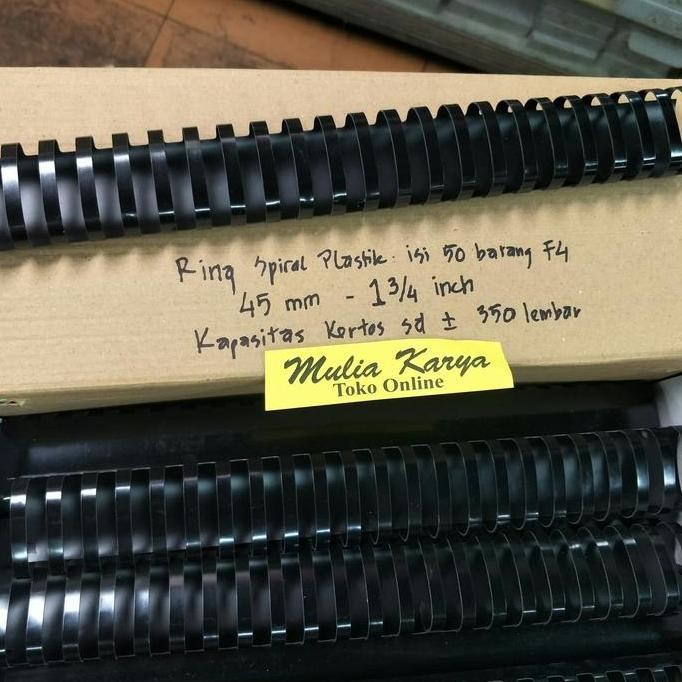 Ring Spiral Plastik isi 50 barang F4
45 mm - 1 3/4 inch
Kapasitas Kertas sd ± 350 lembar
Mulia Karya
Toko Online